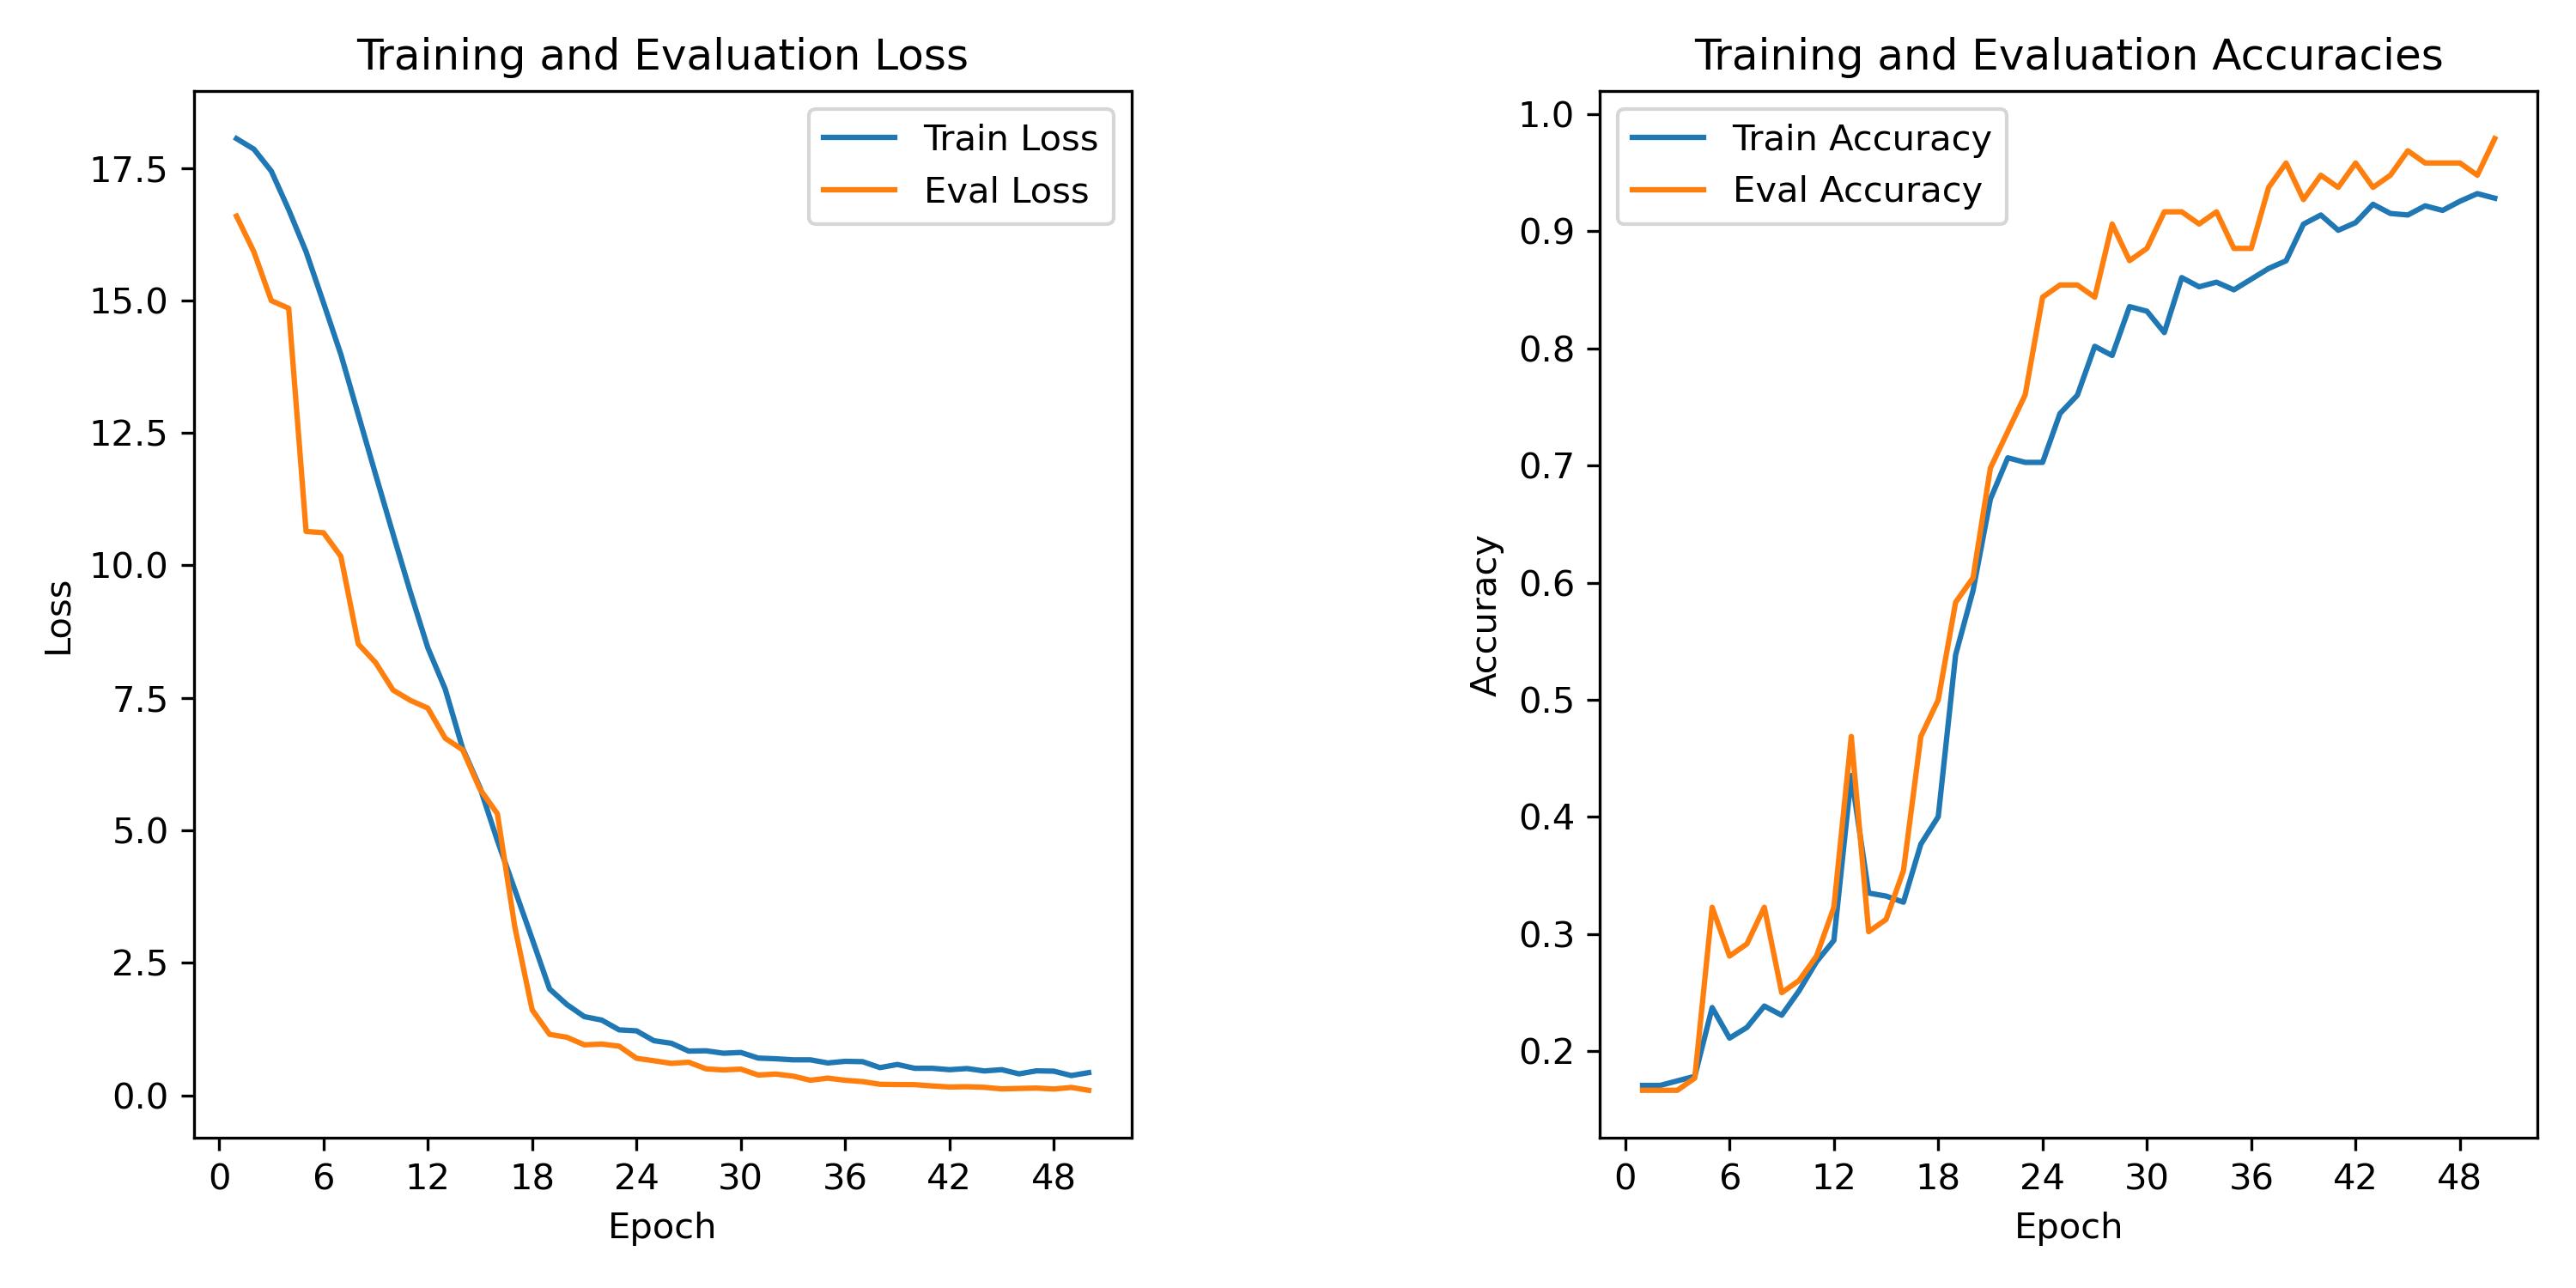 Training and Evaluation Loss
Train Loss
Eval Loss
17.5
15.0
12.5
10.0
7.5
5.0
2.5
0.0
Loss
0 6 12 18 24 30 36 42 48
Epoch
Training and Evaluation Accuracies
Train Accuracy
Eval Accuracy
1.0
0.9
0.8
0.7
0.6
0.5
0.4
0.3
0.2
Accuracy
0 6 12 18 24 30 36 42 48
Epoch